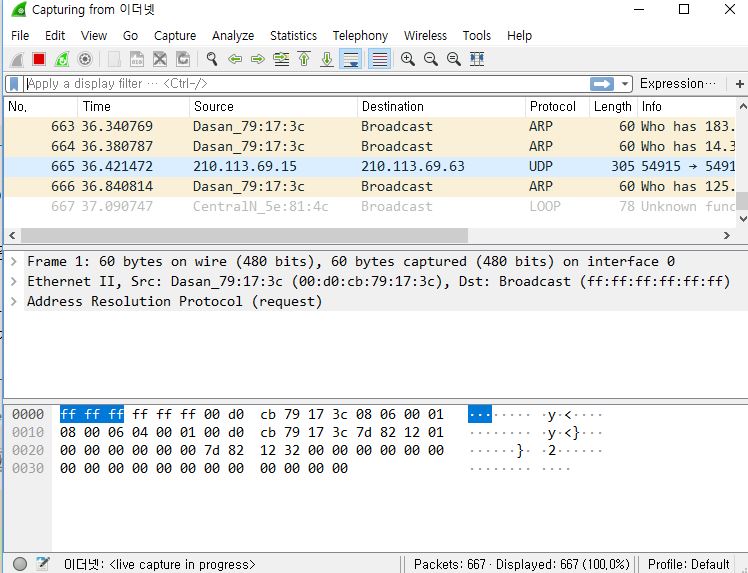 Capturing from 이더넷
File Edit View Go Capture Analyze Statistics Telephony Wireless Tools Help
Apply a display filter ··· <Ctrl-/> Expression··· +
No. Time Source Destination Protocol Length Info
663 36.340769 Dasan_79:17:3c Broadcast ARP 60 Who has 183.
664 36.380787 Dasan_79:17:3c Broadcast ARP 60 Who has 14.3
665 36.421472 210.113.69.15 210.113.69.63 UDP 305 54915 → 5491
666 36.840814 Dasan_79:17:3c Broadcast ARP 60 Who has 125.
667 37.090747 CentralN_5e:81:4c Broadcast LOOP 78 Unknown func
Frame 1: 60 bytes on wire (480 bits), 60 bytes captured (480 bits) on interface 0
Ethernet II, Src: Dasan_79:17:3c (00:d0:cb:79:17:3c), Dst: Broadcast (ff:ff:ff:ff:ff:ff)
Address Resolution Protocol (request)
0000 ff ff ff ff ff ff 00 d0 cb 79 17 3c 08 06 00 01 ········ ·y·<····
0010 08 00 06 04 00 01 00 d0 cb 79 17 3c 7d 82 12 01 ········ ·y·<}···
0020 00 00 00 00 00 00 7d 82 12 32 00 00 00 00 00 00 ······}· ·2······
0030 00 00 00 00 00 00 00 00 00 00 00 00 ········ ····
이더넷: <live capture in progress> Packets: 667 · Displayed: 667 (100.0%) Profile: Default